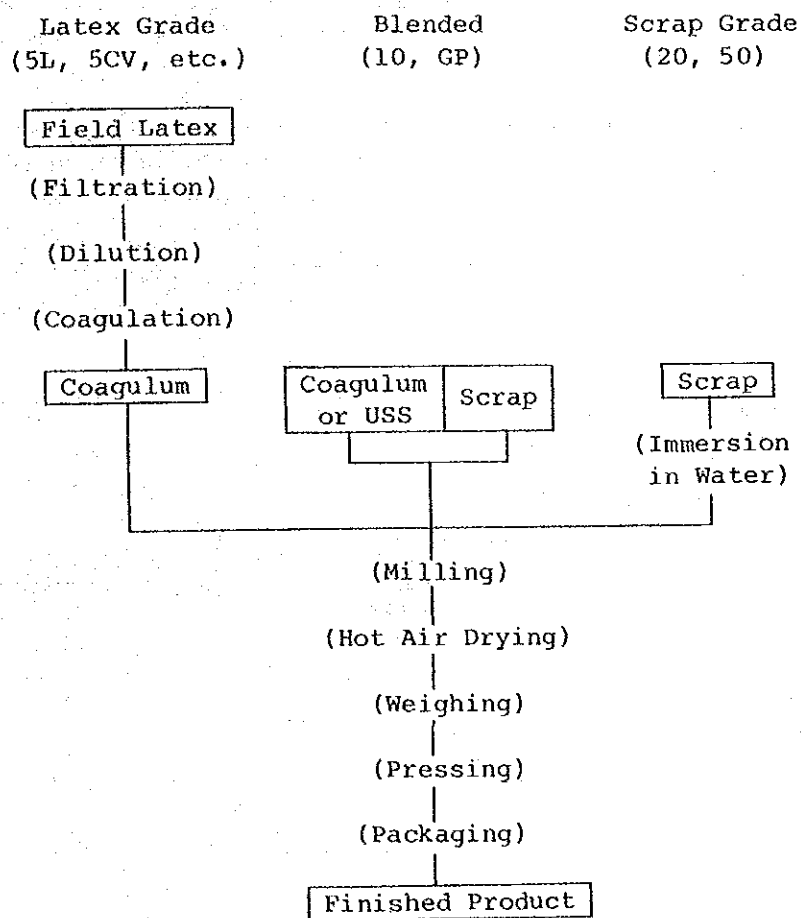 Latex Grade Blended Scrap Grade
(5L, 5CV, etc.) (10, GP) (20, 50)
Field Latex
(Filtration)
(Dilution)
(Coagulation)
Coagulum
Coagulum
or USS
Scrap
Scrap
(Immersion
in Water)
(Milling)
(Hot Air Drying)
(Weighing)
(Pressing)
(Packaging)
Finished Product